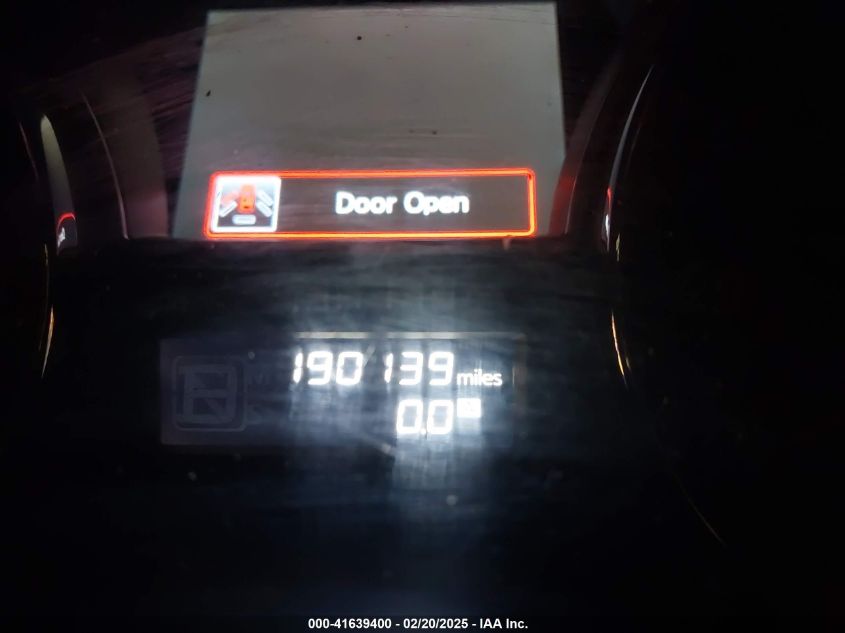 Door Open
190139 miles
0.0
000-41639400 - 02/20/2025 - IAA Inc.